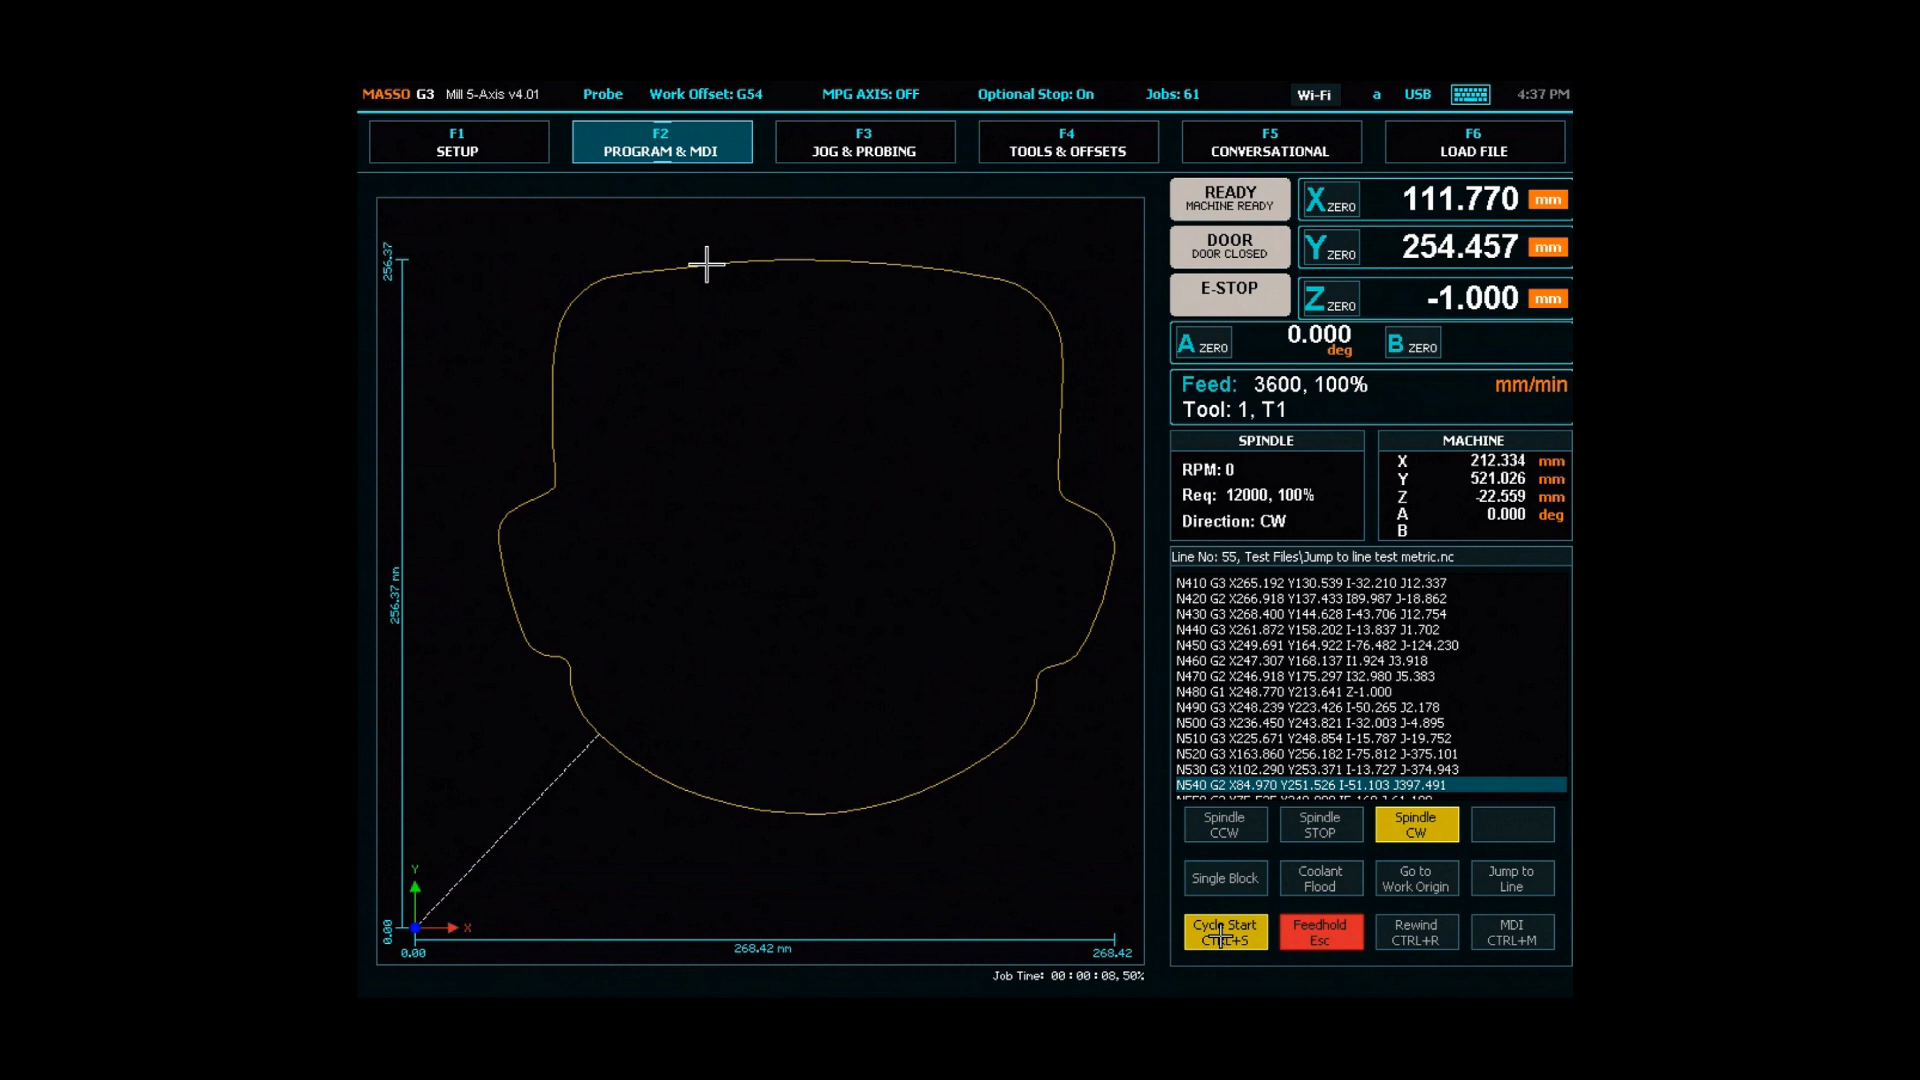 MASSO G3 Mill 5-Axis v4.01 Probe Work Offset: G54 MPG AXIS: OFF Optional Stop: On Jobs: 61 Wi-Fi a USB 4:37 PM
F1 F2 F3 F4 F5 F6
SETUP PROGRAM & MDI JOG & PROBING TOOLS & OFFSETS CONVERSATIONAL LOAD FILE
256.37
256.37 mm
0.00
Y
X
0.00
268.42 mm
268.42
Job Time: 00:00:08,50%
READY
MACHINE READY
X ZERO 111.770 mm
DOOR
DOOR CLOSED
Y ZERO 254.457 mm
E-STOP
Z ZERO -1.000 mm
A ZERO 0.000 deg B ZERO
Feed: 3600, 100% mm/min
Tool: 1, T1
SPINDLE
RPM: 0
Req: 12000, 100%
Direction: CW
MACHINE
X 212.334 mm
Y 521.026 mm
Z -22.559 mm
A 0.000 deg
B
Line No: 55, Test Files\Jump to line test metric.nc
N410 G3 X265.192 Y130.539 I-32.210 J12.337
N420 G2 X266.918 Y137.433 I89.987 J-18.862
N430 G3 X268.400 Y144.628 I-43.706 J12.754
N440 G3 X261.872 Y158.202 I-13.837 J1.702
N450 G3 X249.691 Y164.922 I-76.482 J-124.230
N460 G2 X247.307 Y168.137 I1.924 J3.918
N470 G2 X246.918 Y175.297 I32.980 J5.383
N480 G1 X248.770 Y213.641 Z-1.000
N490 G3 X248.239 Y223.426 I-50.265 J2.178
N500 G3 X236.450 Y243.821 I-32.003 J-4.895
N510 G3 X225.671 Y248.854 I-15.787 J-19.752
N520 G3 X163.860 Y256.182 I-75.812 J-375.101
N530 G3 X102.290 Y253.371 I-13.727 J-374.943
N540 G2 X84.970 Y251.526 I-51.103 J397.491
Spindle CCW
Spindle STOP
Spindle CW
Single Block
Coolant Flood
Go to Work Origin
Jump to Line
Cycle Start CTRL+S
Feedhold Esc
Rewind CTRL+R
MDI CTRL+M